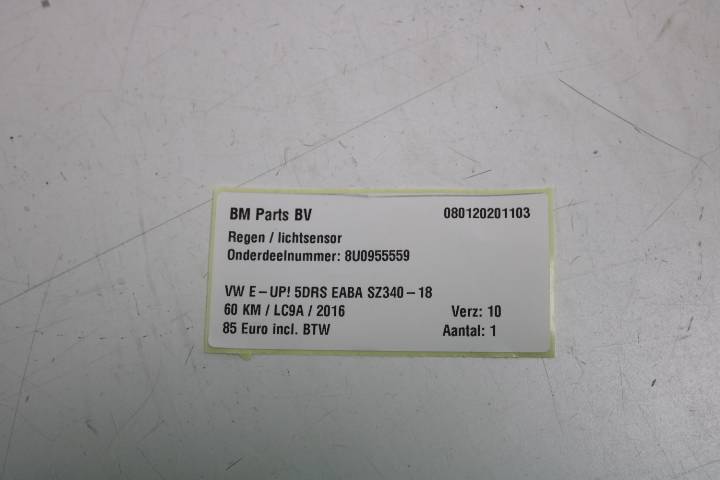 BM Parts BV 080120201103
Regen / lichtsensor
Onderdeelnummer: 8U0955559
VW E-UP! 5DRS EABA SZ340-18
60 KM / LC9A / 2016 Verz: 10
85 Euro incl. BTW Aantal: 1